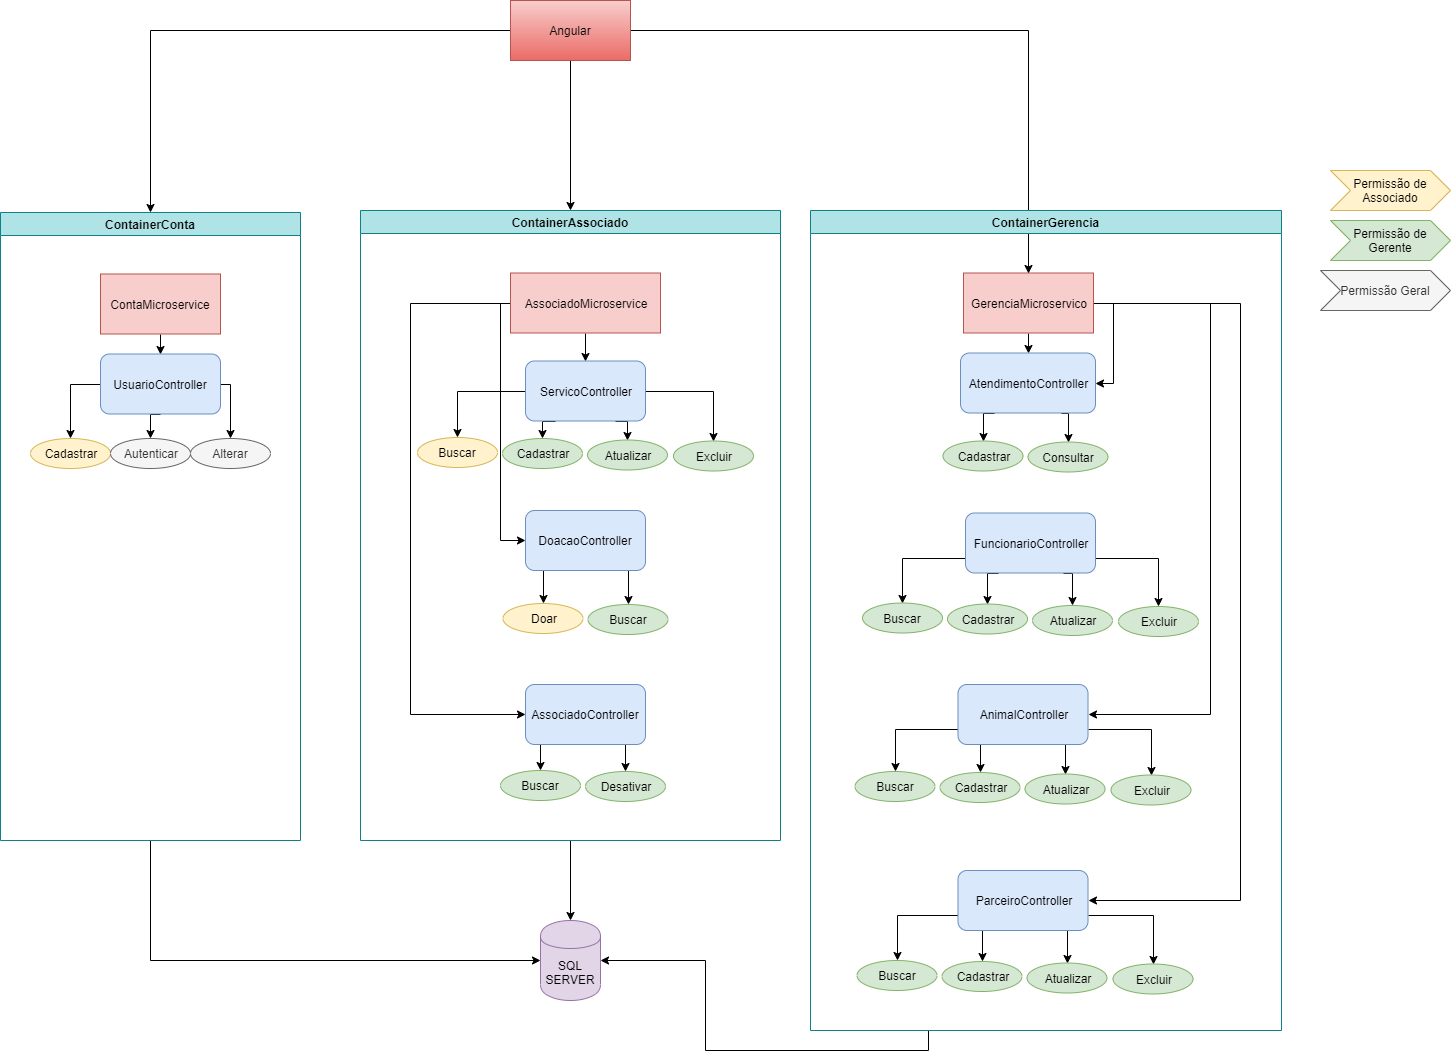 Angular
Permissão de
Associado
Permissão de
Gerente
Permissão Geral
ContainerConta
ContaMicroservice
UsuarioController
Cadastrar
Autenticar
Alterar
ContainerAssociado
AssociadoMicroservice
ServicoController
Buscar
Cadastrar
Atualizar
Excluir
DoacaoController
Doar
Buscar
AssociadoController
Buscar
Desativar
ContainerGerencia
GerenciaMicroservico
AtendimentoController
Cadastrar
Consultar
FuncionarioController
Buscar
Cadastrar
Atualizar
Excluir
AnimalController
Buscar
Cadastrar
Atualizar
Excluir
ParceiroController
Buscar
Cadastrar
Atualizar
Excluir
SQL
SERVER